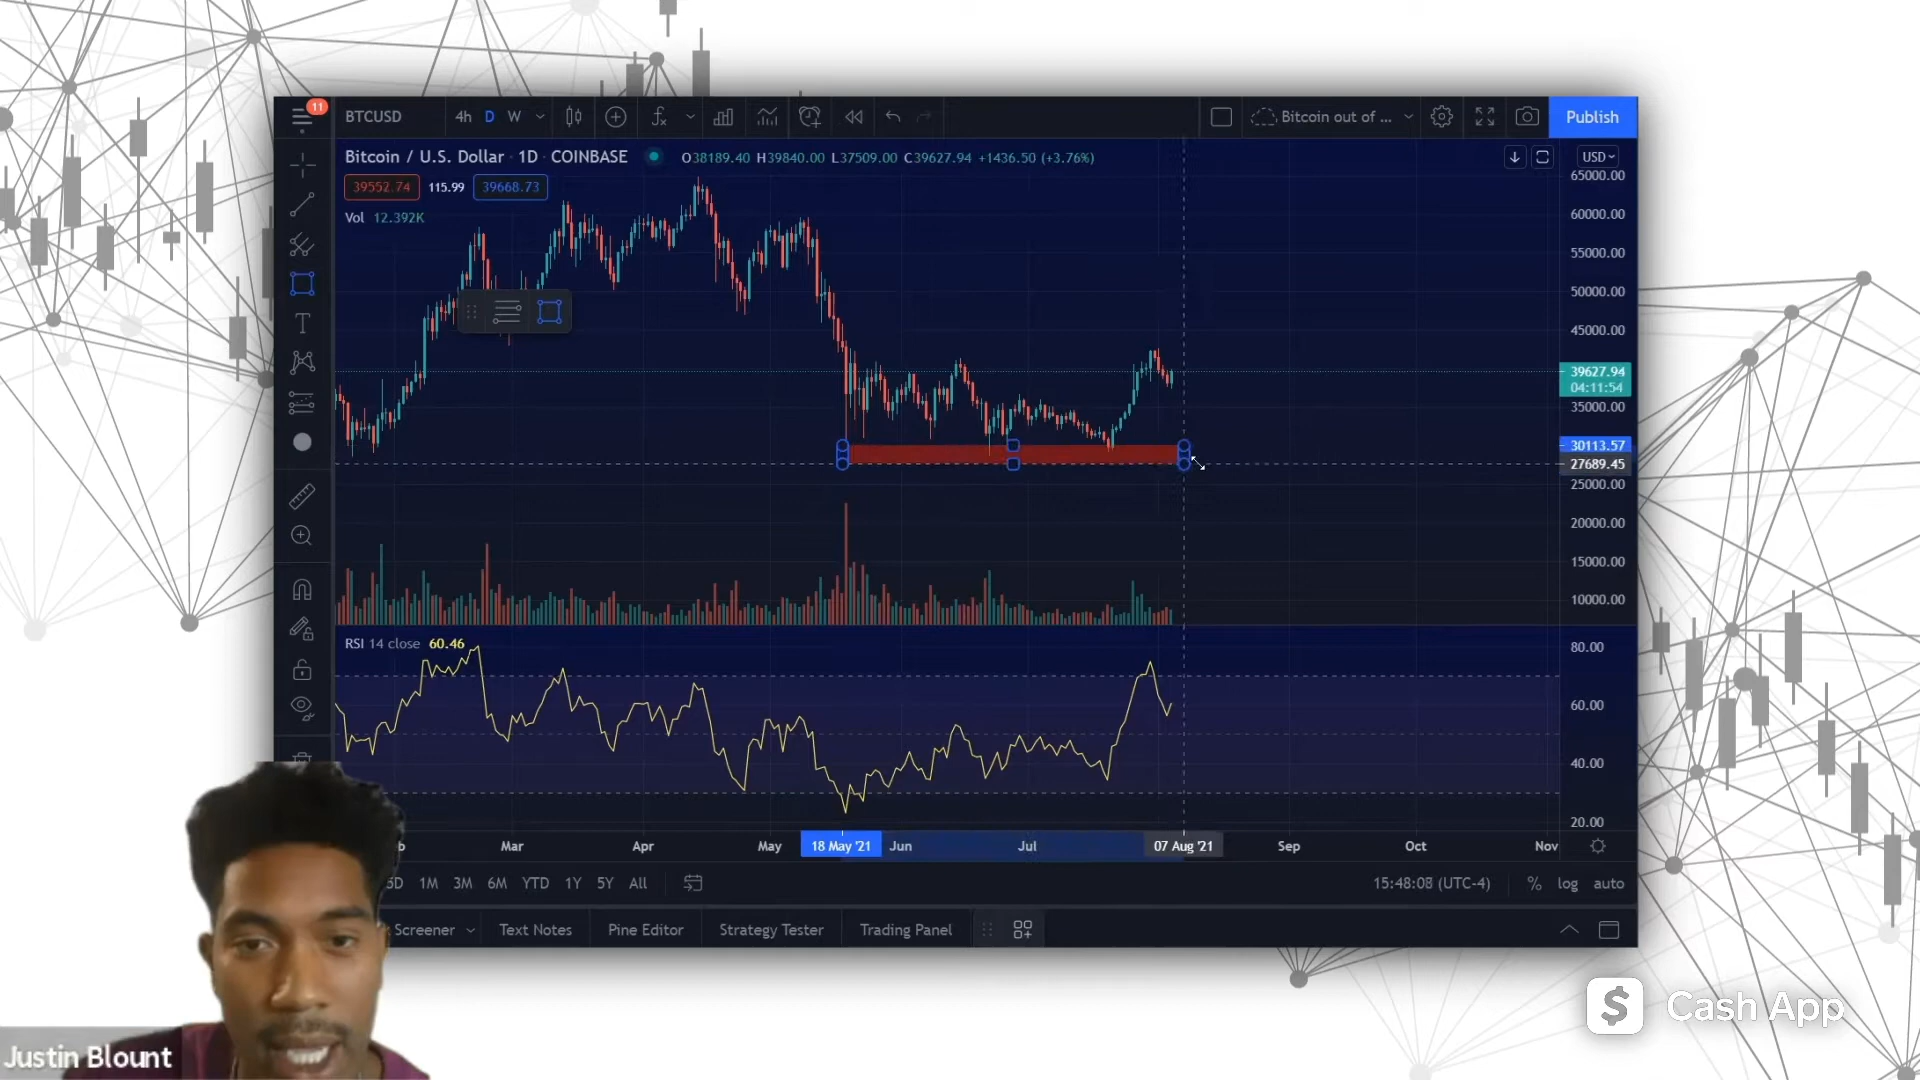 11
BTCUSD
4h D W
Bitcoin out of ...
Publish
Bitcoin / U.S. Dollar · 1D · COINBASE
O38189.40 H39840.00 L37509.00 C39627.94 +1436.50 (+3.76%)
USD
39552.74 115.99 39668.73
Vol 12.392K
65000.00
60000.00
55000.00
50000.00
45000.00
39627.94
04:11:54
35000.00
30113.57
27689.45
25000.00
20000.00
15000.00
10000.00
RSI 14 close 60.46
80.00
60.00
40.00
20.00
Mar Apr May 18 May '21 Jun Jul 07 Aug '21 Sep Oct Nov
1M 3M 6M YTD 1Y 5Y All
15:48:08 (UTC-4) % log auto
Screener Text Notes Pine Editor Strategy Tester Trading Panel
T
$ Cash App
Justin Blount